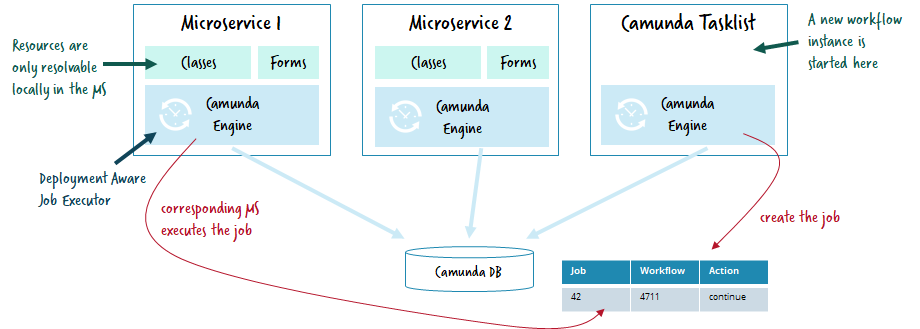 Microservice 1
Microservice 2
Camunda Tasklist
A new workflow
instance is
started here
Resources are
only resolvable
locally in the MS
Classes
Forms
Classes
Forms
Camunda
Engine
Camunda
Engine
Camunda
Engine
Deployment Aware
Job Executor
corresponding MS
executes the job
create the job
Camunda DB
Job Workflow Action
42 4711 continue